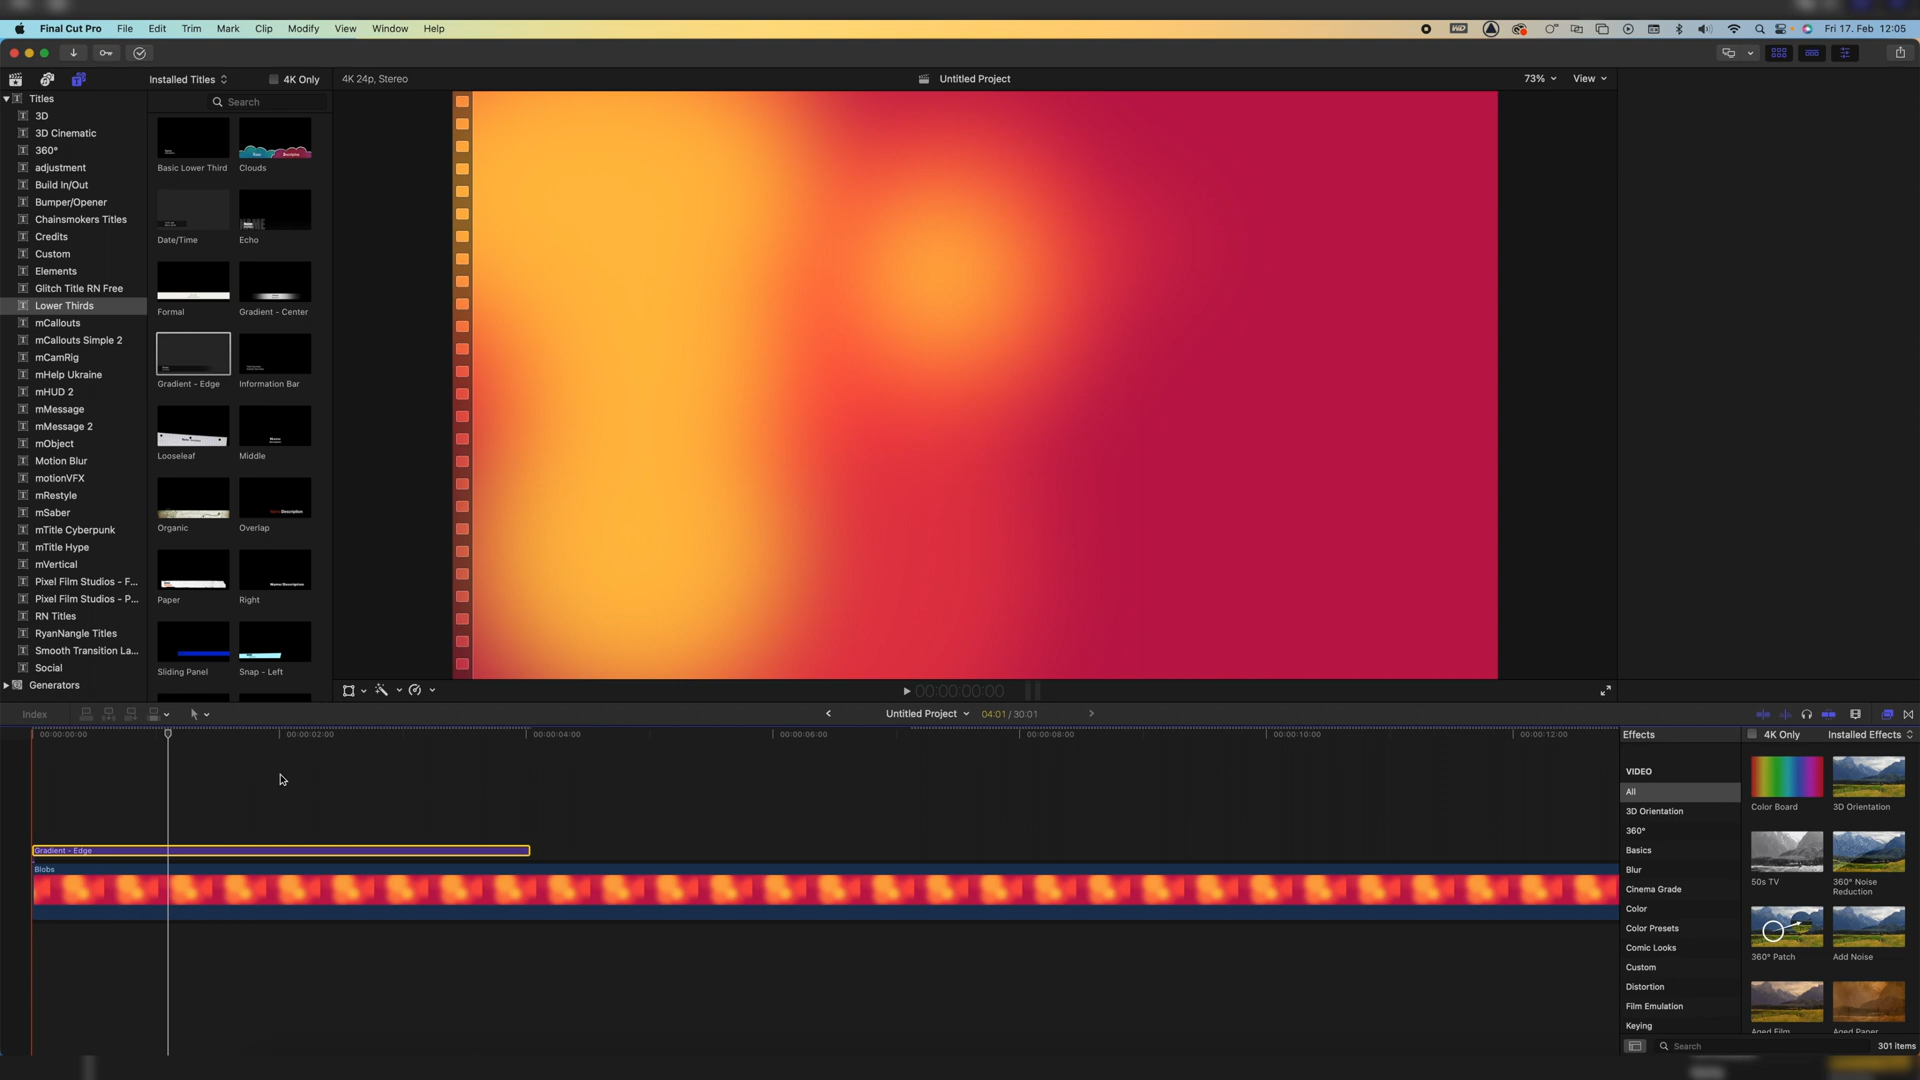 Final Cut Pro File Edit Trim Mark Clip Modify View Window Help Fri 17. Feb 12:05
Installed Titles 4K Only 4K 24p, Stereo Untitled Project 73% View
Search
Titles
3D
3D Cinematic
360°
adjustment
Build In/Out
Bumper/Opener
Chainsmokers Titles
Credits
Custom
Elements
Glitch Title RN Free
Lower Thirds
mCallouts
mCallouts Simple 2
mCamRig
mHelp Ukraine
mHUD 2
mMessage
mMessage 2
mObject
Motion Blur
motionVFX
mRestyle
mSaber
mTitle Cyberpunk
mTitle Hype
mVertical
Pixel Film Studios - F...
Pixel Film Studios - P...
RN Titles
RyanNangle Titles
Smooth Transition La...
Social
Generators
Basic Lower Third Clouds
Date/Time Echo
Formal Gradient - Center
Gradient - Edge Information Bar
Looseleaf Middle
Organic Overlap
Paper Right
Sliding Panel Snap - Left
00:00:00:00
Index Untitled Project 04:01 / 30:01
00:00:00:00 00:00:02:00 00:00:04:00 00:00:06:00 00:00:08:00 00:00:10:00 00:00:12:00
Gradient - Edge
Blobs
Effects 4K Only Installed Effects
VIDEO
All
3D Orientation
360°
Basics
Blur
Cinema Grade
Color
Color Presets
Comic Looks
Custom
Distortion
Film Emulation
Keying
Color Board 3D Orientation
50s TV 360° Noise
Reduction
360° Patch Add Noise
Aged Film Aged Paper
Search 301 items